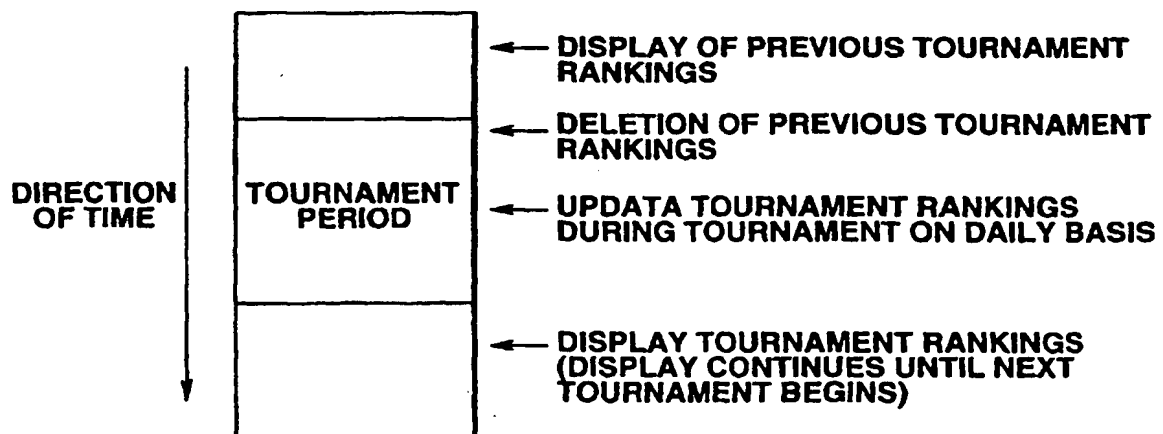 DISPLAY OF PREVIOUS TOURNAMENT
RANKINGS
DELETION OF PREVIOUS TOURNAMENT
RANKINGS
DIRECTION
OF TIME
TOURNAMENT
PERIOD
UPDATA TOURNAMENT RANKINGS
DURING TOURNAMENT ON DAILY BASIS
DISPLAY TOURNAMENT RANKINGS
(DISPLAY CONTINUES UNTIL NEXT
TOURNAMENT BEGINS)